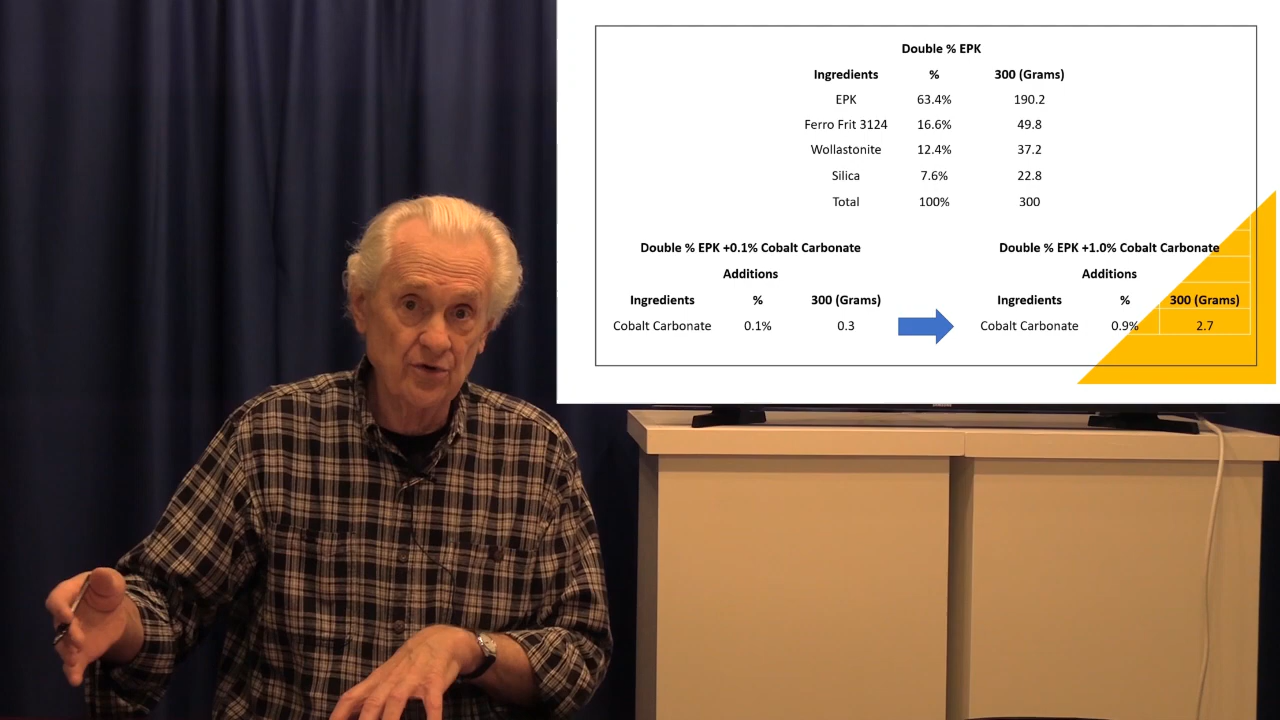 Double % EPK
Ingredients % 300 (Grams)
EPK 63.4% 190.2
Ferro Frit 3124 16.6% 49.8
Wollastonite 12.4% 37.2
Silica 7.6% 22.8
Total 100% 300
Double % EPK +0.1% Cobalt Carbonate
Additions
Ingredients % 300 (Grams)
Cobalt Carbonate 0.1% 0.3
Double % EPK +1.0% Cobalt Carbonate
Additions
Ingredients % 300 (Grams)
Cobalt Carbonate 0.9% 2.7